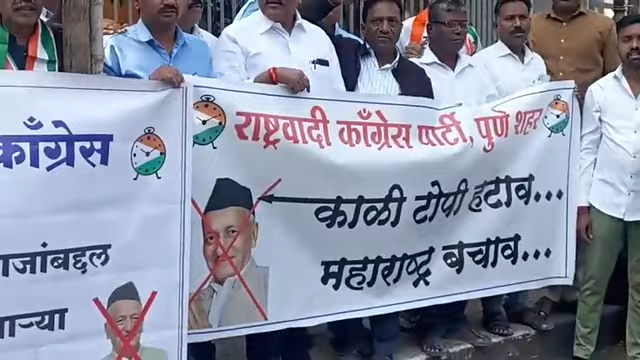 काँग्रेस
जांबद्दल
ऱ्या
राष्ट्रवादी काँग्रेस पार्टी, पुणे शहर
काळी टोपी हटाव...
महाराष्ट्र बचाव...